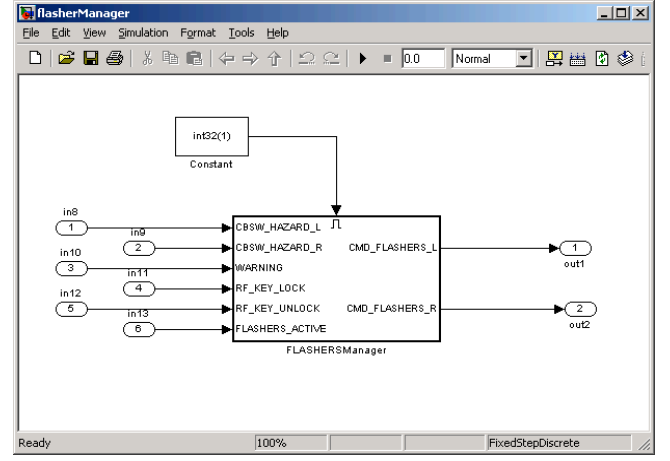 flasherManager
File Edit View Simulation Format Tools Help
0.0 Normal
int32(1)
Constant
in8
1
CBSW_HAZARD_L
in9
2
CBSW_HAZARD_R
CMD_FLASHERS_L
1
out1
in10
3
WARNING
in11
4
RF_KEY_LOCK
in12
5
RF_KEY_UNLOCK
CMD_FLASHERS_R
2
out2
in13
6
FLASHERS_ACTIVE
FLASHERSManager
Ready 100% FixedStepDiscrete